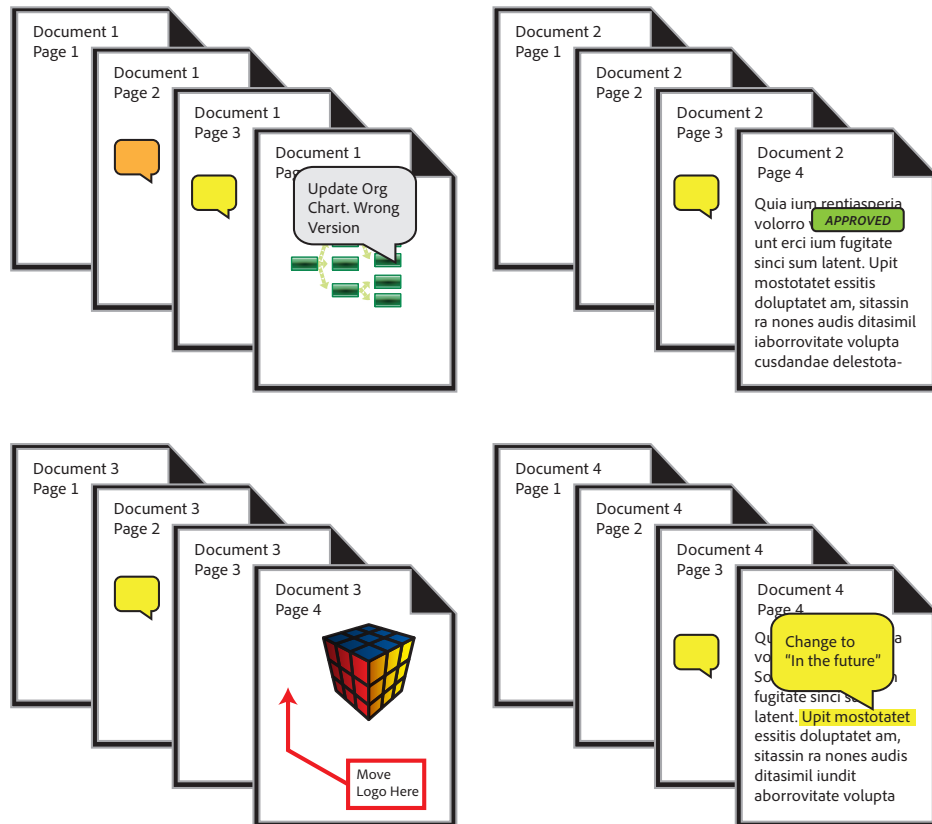 Document 1
Page 1
Document 1
Page 2
Document 1
Page 3
Document 1
Update Org
Chart. Wrong
Version
Document 2
Page 1
Document 2
Page 2
Document 2
Page 3
Document 2
Page 4
Quia ium rentiasperia
volorro
APPROVED
unt erci ium fugitate
sinci sum latent. Upit
mostotatet essitis
doluptatet am, sitassin
ra nones audis ditasimil
iaborrovitate volupta
cusdandae delestota-
Document 3
Page 1
Document 3
Page 2
Document 3
Page 3
Document 3
Page 4
Move
Logo Here
Document 4
Page 1
Document 4
Page 2
Document 4
Page 3
Document 4
Page 4
Change to
"In the future"
fugitate sinci
latent. Upit mostotatet
essitis doluptatet am,
sitassin ra nones audis
ditasimil iundit
aborrovitate volupta